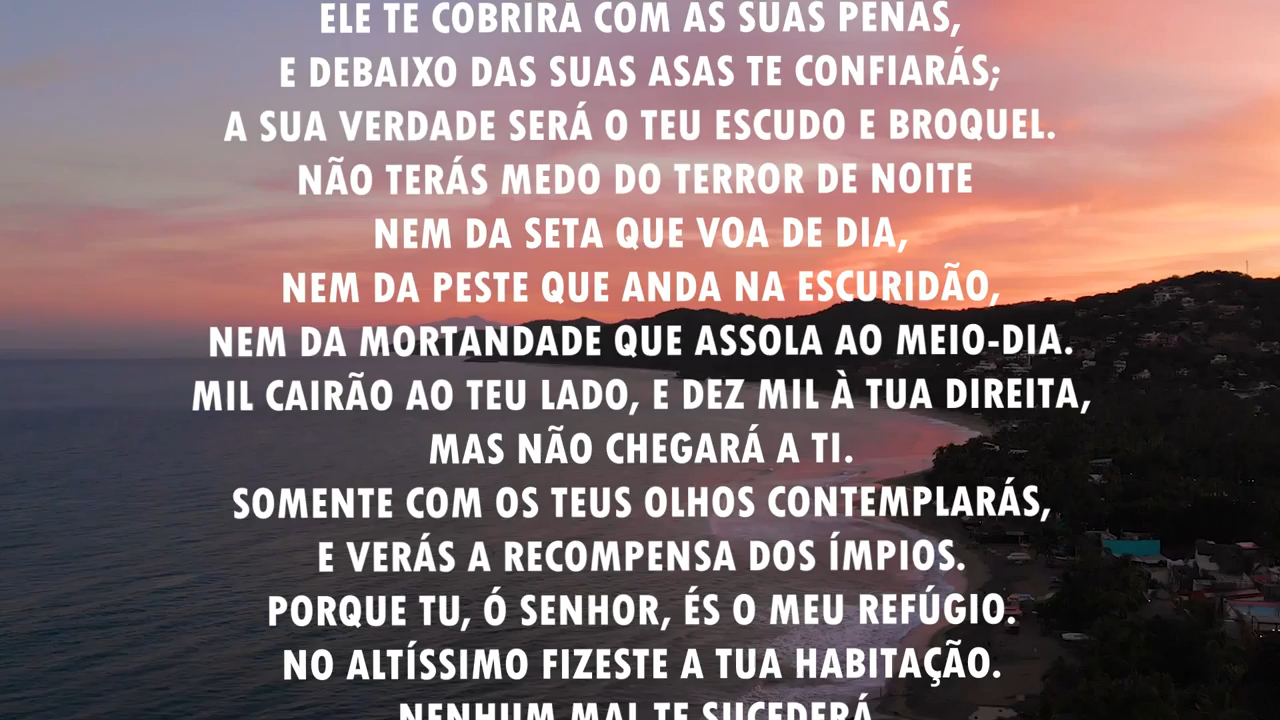 ELE TE COBRIRÁ COM AS SUAS PENAS,
E DEBAIXO DAS SUAS ASAS TE CONFIARÁS;
A SUA VERDADE SERÁ O TEU ESCUDO E BROQUEL.
NÃO TERÁS MEDO DO TERROR DE NOITE
NEM DA SETA QUE VOA DE DIA,
NEM DA PESTE QUE ANDA NA ESCURIDÃO,
NEM DA MORTANDADE QUE ASSOLA AO MEIO-DIA.
MIL CAIRÃO AO TEU LADO, E DEZ MIL À TUA DIREITA,
MAS NÃO CHEGARÁ A TI.
SOMENTE COM OS TEUS OLHOS CONTEMPLARÁS,
E VERÁS A RECOMPENSA DOS ÍMPIOS.
PORQUE TU, Ó SENHOR, ÉS O MEU REFÚGIO.
NO ALTÍSSIMO FIZESTE A TUA HABITAÇÃO.
NENHUM MAL TE SUCEDERÁ